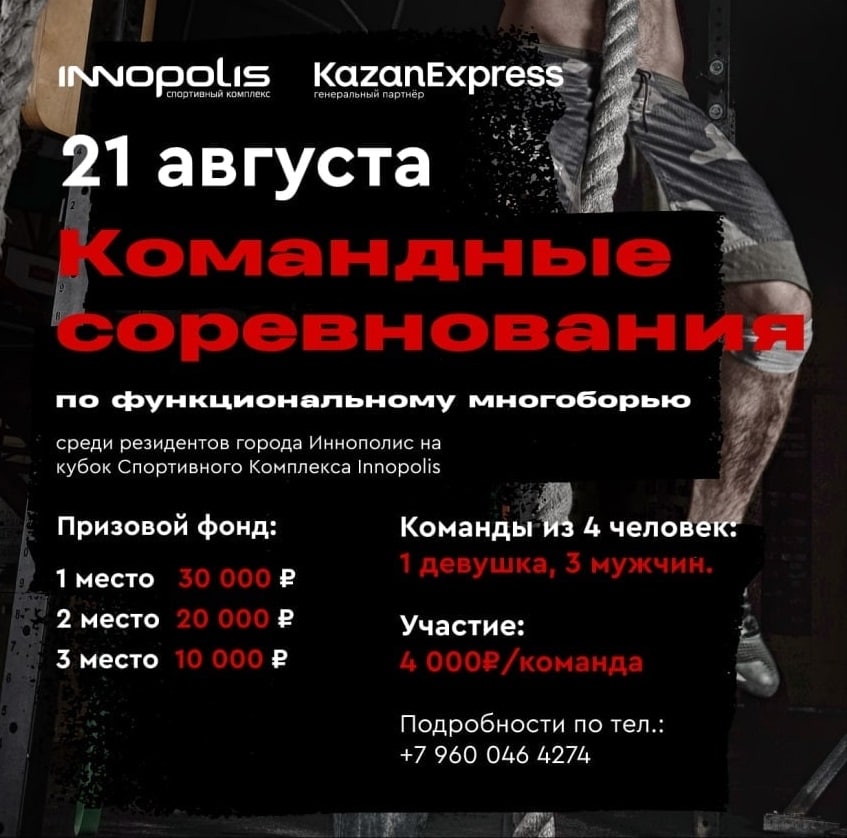 INNOPOLIS
спортивный комплекс
KazanExpress
генеральный партнёр
21 августа
Командные
соревнования
по функциональному многоборью
среди резидентов города Иннополис на
кубок Спортивного Комплекса Innopolis
Призовой фонд:
1 место 30 000 ₽
2 место 20 000 ₽
3 место 10 000 ₽
Команды из 4 человек:
1 девушка, 3 мужчин.
Участие:
4 000₽/команда
Подробности по тел.:
+7 960 046 4274